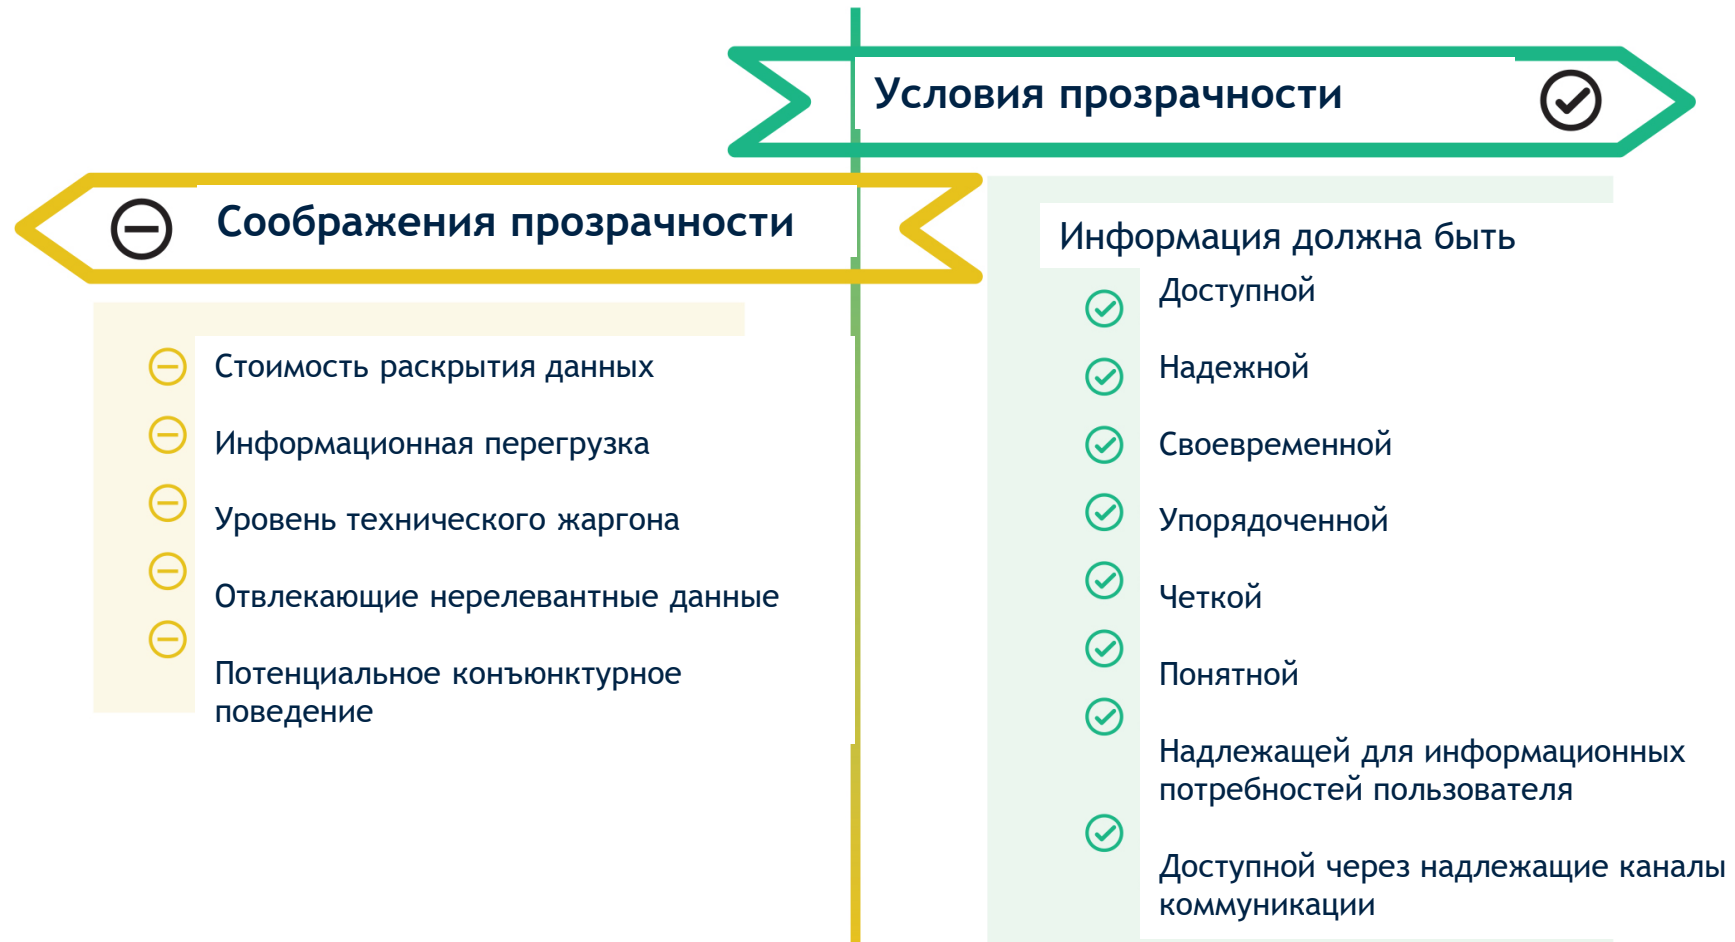 Условия прозрачности
Соображения прозрачности
Стоимость раскрытия данных
Информационная перегрузка
Уровень технического жаргона
Отвлекающие нерелевантные данные
Потенциальное конъюнктурное
поведение
Информация должна быть
Доступной
Надежной
Своевременной
Упорядоченной
Четкой
Понятной
Надлежащей для информационных
потребностей пользователя
Доступной через надлежащие каналы
коммуникации